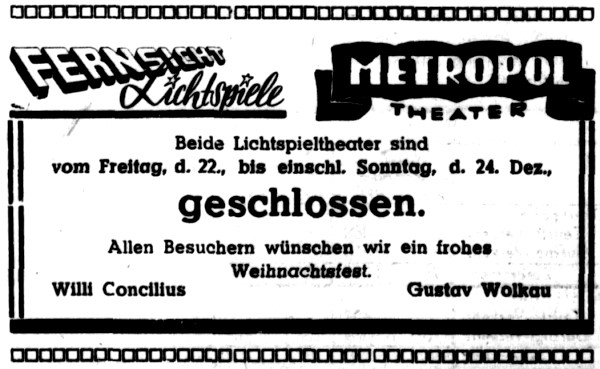 FERNSICHT
Lichtspiele
METROPOL
THEATER
Beide Lichtspieltheater sind
vom Freitag, d. 22., bis einschl. Sonntag, d. 24. Dez.,
geschlossen.
Allen Besuchern wünschen wir ein frohes
Weihnachtsfest.
Willi Concilius
Gustav Wolkau